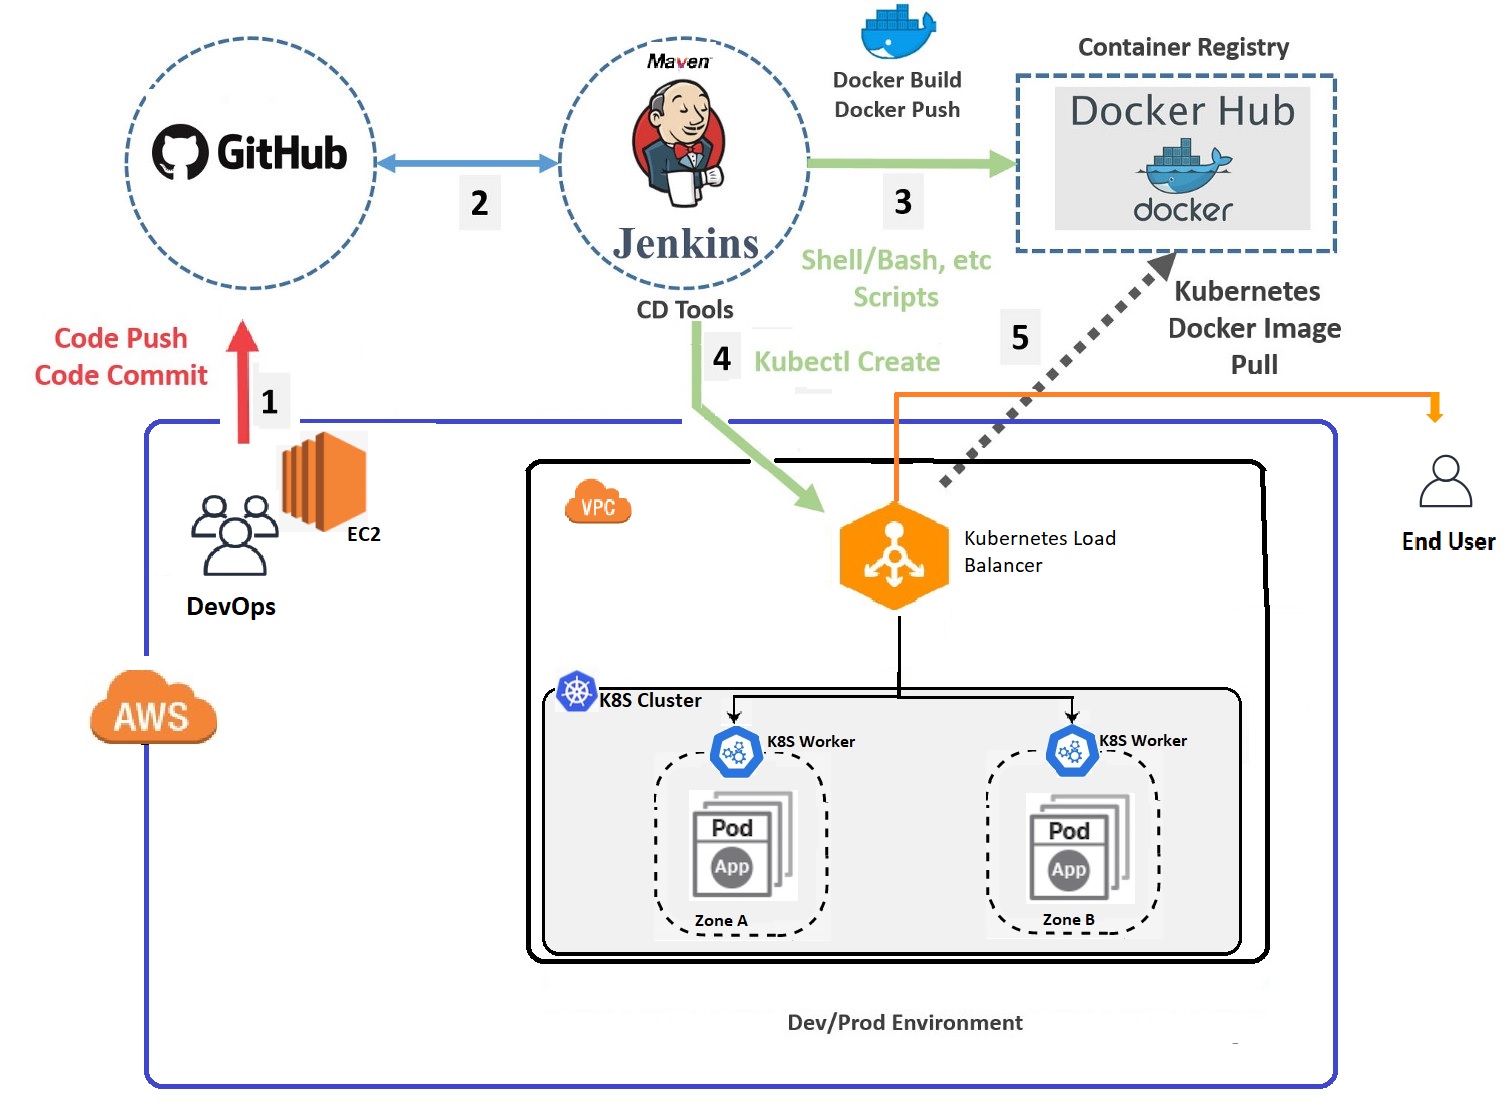 GitHub
2
Maven
Jenkins
CD Tools
Docker Build
Docker Push
3
Shell/Bash, etc
Scripts
Container Registry
Docker Hub
docker
Code Push
Code Commit
1
4
Kubectl Create
5
Kubernetes
Docker Image
Pull
EC2
DevOps
AWS
VPC
Kubernetes Load
Balancer
End User
K8S Cluster
K8S Worker
Pod
App
Zone A
K8S Worker
Pod
App
Zone B
Dev/Prod Environment